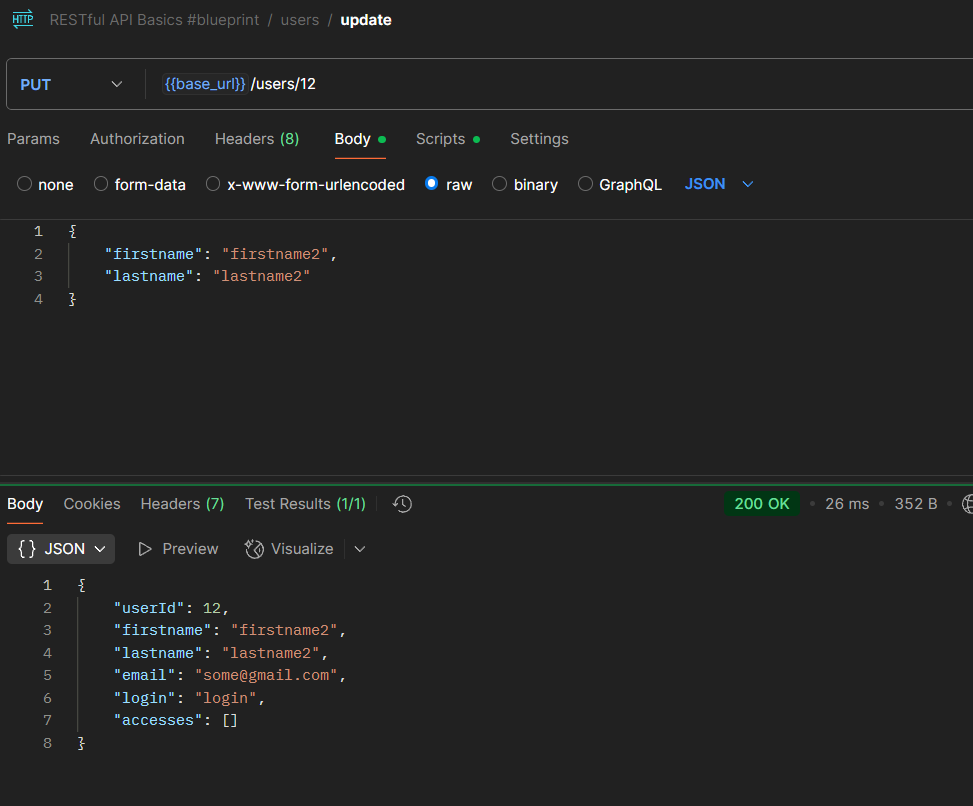 HTTP RESTful API Basics #blueprint / users / update
PUT {{base_url}} /users/12
Params Authorization Headers (8) Body Scripts Settings
none form-data x-www-form-urlencoded raw binary GraphQL JSON
1 {
2 "firstname": "firstname2",
3 "lastname": "lastname2"
4 }
Body Cookies Headers (7) Test Results (1/1) 200 OK 26 ms 352 B
{} JSON Preview Visualize
1 {
2 "userId": 12,
3 "firstname": "firstname2",
4 "lastname": "lastname2",
5 "email": "some@gmail.com",
6 "login": "login",
7 "accesses": []
8 }